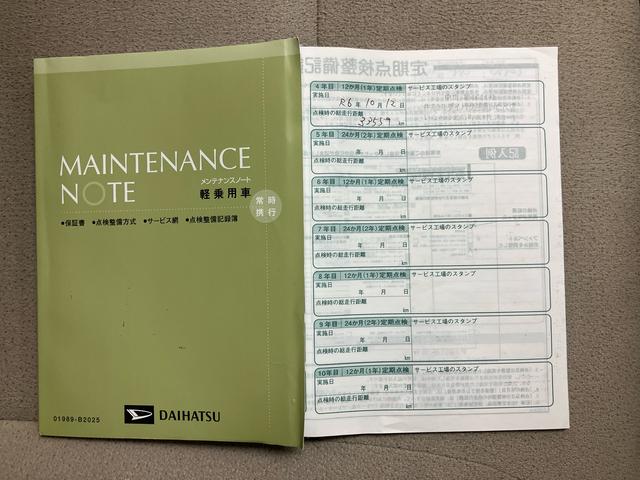 MAINTENANCE
NOTE
メンテナンスノート
軽乗用車
常時
携行
●保証書 ●点検整備方式 ●サービス網 ●点検整備記録簿
01989-B2025
DAIHATSU
定期点検整備記
4年目 12か月(1年)定期点検 サービス工場のスタンプ
実施日
R6年10月12日
点検時の総走行距離
33559 km
5年目 24か月(2年)定期点検 サービス工場のスタンプ
実施日
年 月 日
点検時の総走行距離
km
記入例
6年目 12か月(1年)定期点検 サービス工場のスタンプ
実施日
年 月 日
点検時の総走行距離
km
7年目 24か月(2年)定期点検 サービス工場のスタンプ
実施日
年 月 日
点検時の総走行距離
km
8年目 12か月(1年)定期点検 サービス工場のスタンプ
実施日
年 月 日
点検時の総走行距離
km
9年目 24か月(2年)定期点検 サービス工場のスタンプ
実施日
年 月 日
点検時の総走行距離
km
10年目 12か月(1年)定期点検 サービス工場のスタンプ
実施日
年 月 日
点検時の総走行距離
km